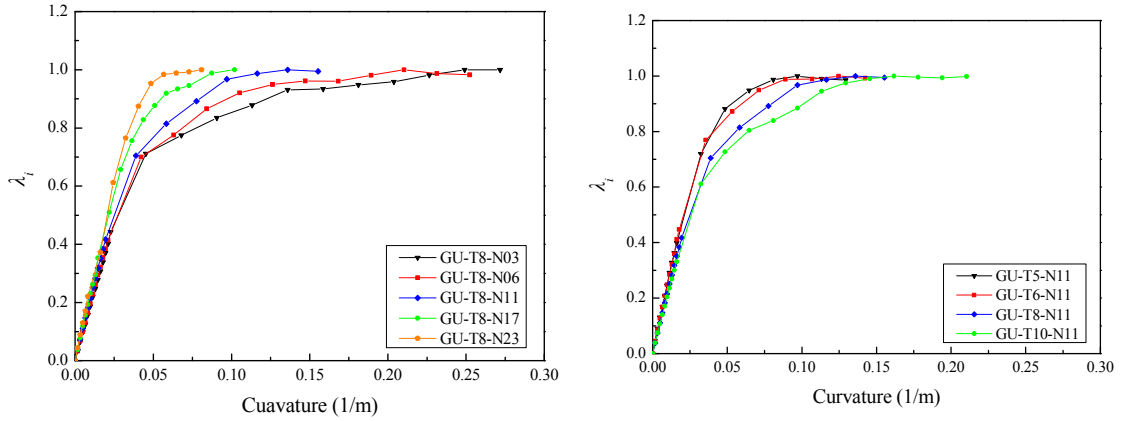 1.2
1.0
0.8
0.6
0.4
0.2
0.0
λi
0.00 0.05 0.10 0.15 0.20 0.25 0.30
Cuavature (1/m)
GU-T8-N03
GU-T8-N06
GU-T8-N11
GU-T8-N17
GU-T8-N23
1.2
1.0
0.8
0.6
0.4
0.2
0.0
λi
0.00 0.05 0.10 0.15 0.20 0.25 0.30
Curvature (1/m)
GU-T5-N11
GU-T6-N11
GU-T8-N11
GU-T10-N11